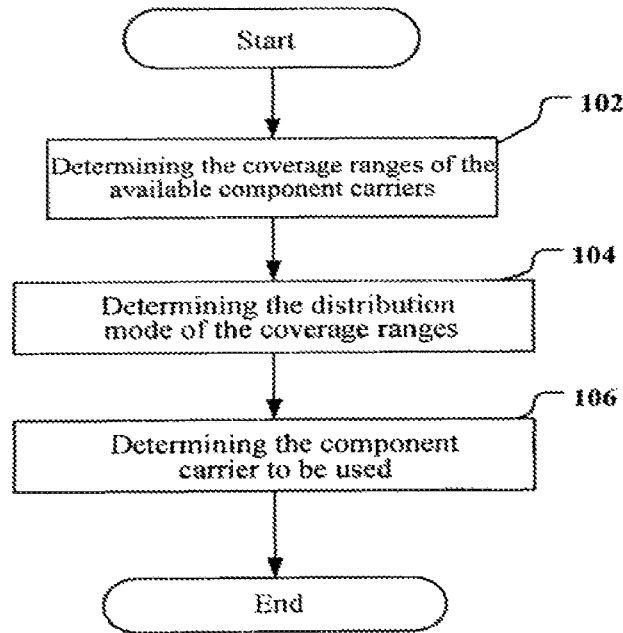 Start
102
Determining the coverage ranges of the
available component carriers
104
Determining the distribution
mode of the coverage ranges
106
Determining the component
carrier to be used
End